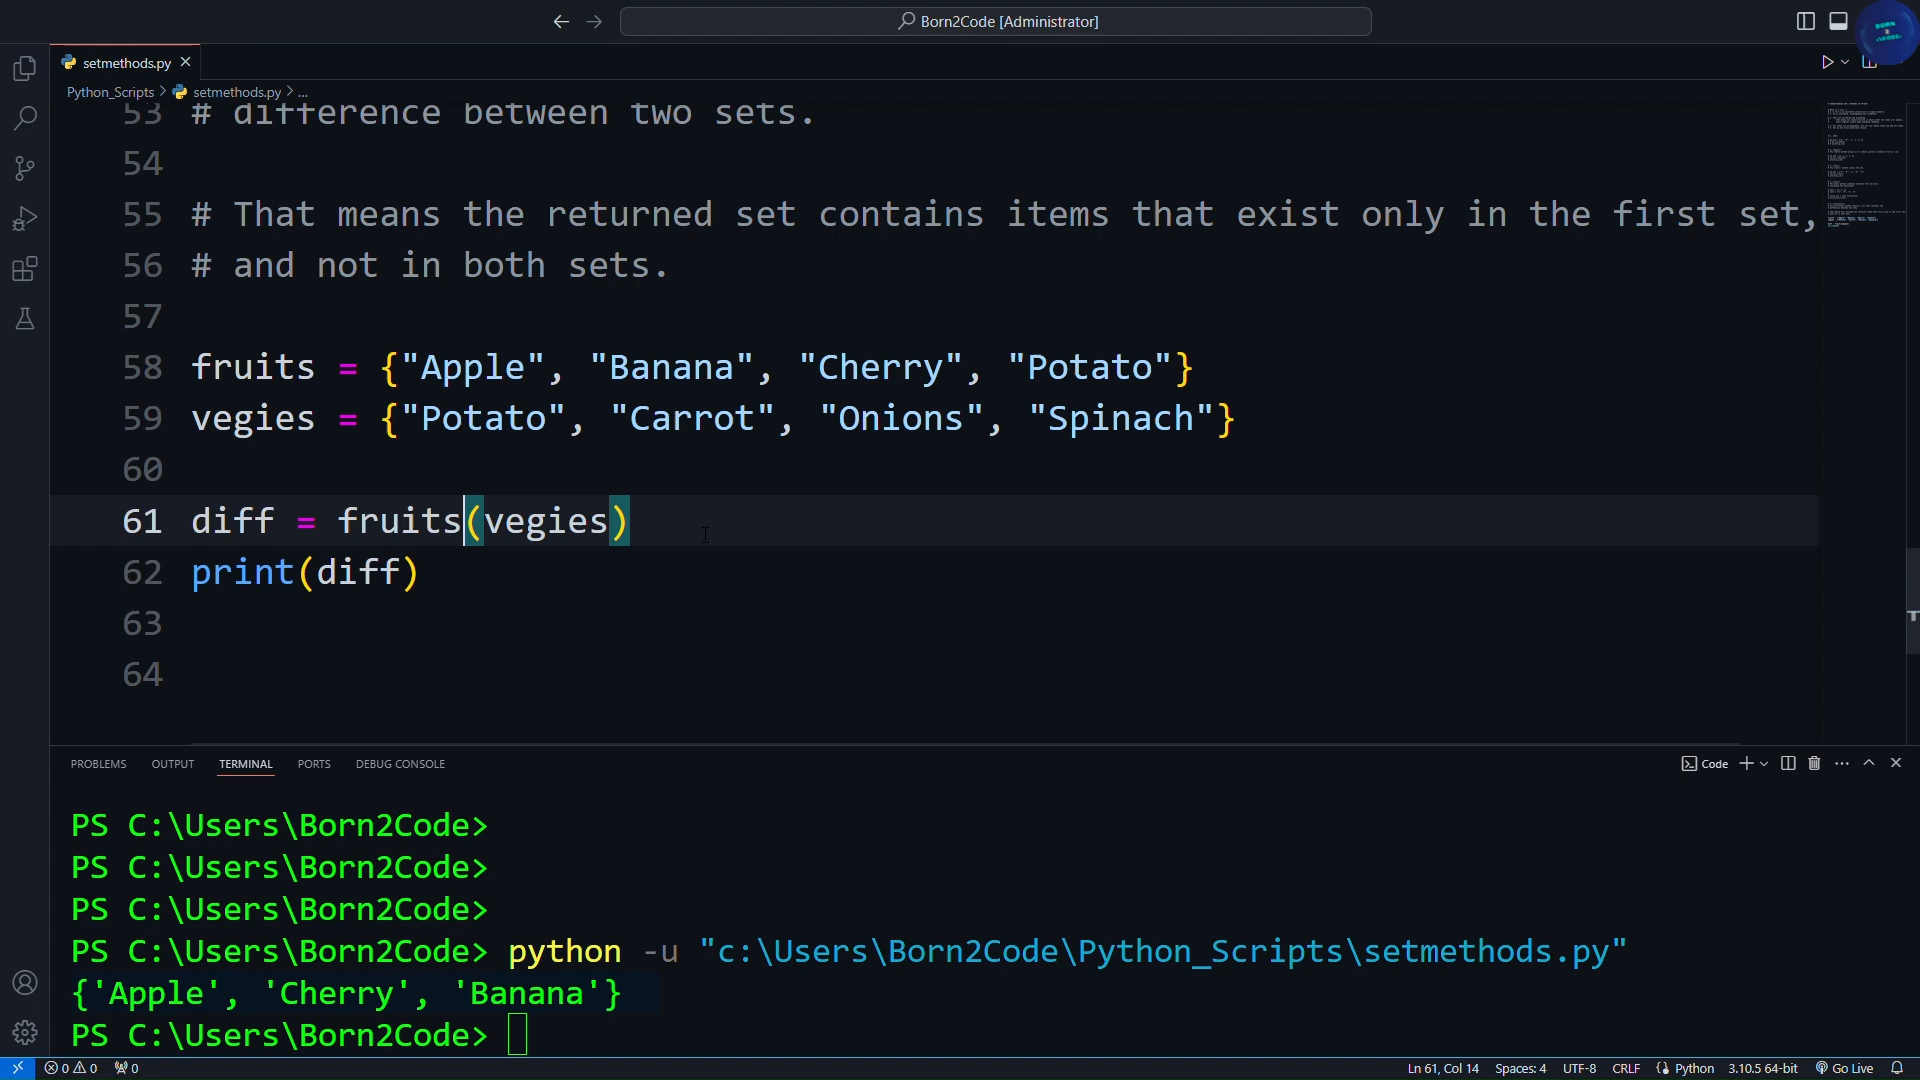 Born2Code [Administrator]
BORN
2
setmethods.py
Python_Scripts > setmethods.py > ...
53 # difference between two sets.
54
55 # That means the returned set contains items that exist only in the first set,
56 # and not in both sets.
57
58 fruits = {"Apple", "Banana", "Cherry", "Potato"}
59 vegies = {"Potato", "Carrot", "Onions", "Spinach"}
60
61 diff = fruits(vegies)
62 print(diff)
63
64
PROBLEMS OUTPUT TERMINAL PORTS DEBUG CONSOLE Code
PS C:\Users\Born2Code>
PS C:\Users\Born2Code>
PS C:\Users\Born2Code>
PS C:\Users\Born2Code> python -u "c:\Users\Born2Code\Python_Scripts\setmethods.py"
{'Apple', 'Cherry', 'Banana'}
PS C:\Users\Born2Code>
0 0 0 Ln 61, Col 14 Spaces: 4 UTF-8 CRLF Python 3.10.5 64-bit Go Live